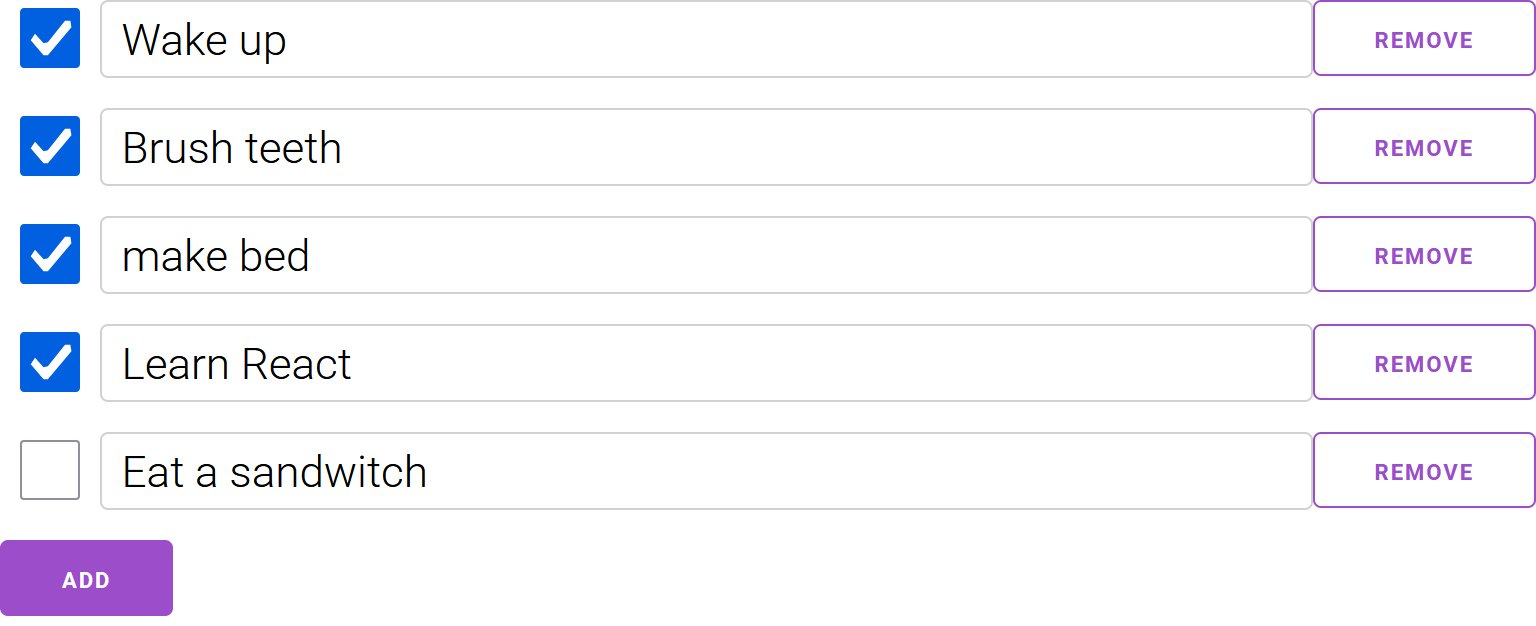 Wake up REMOVE
Brush teeth REMOVE
make bed REMOVE
Learn React REMOVE
Eat a sandwitch REMOVE
ADD